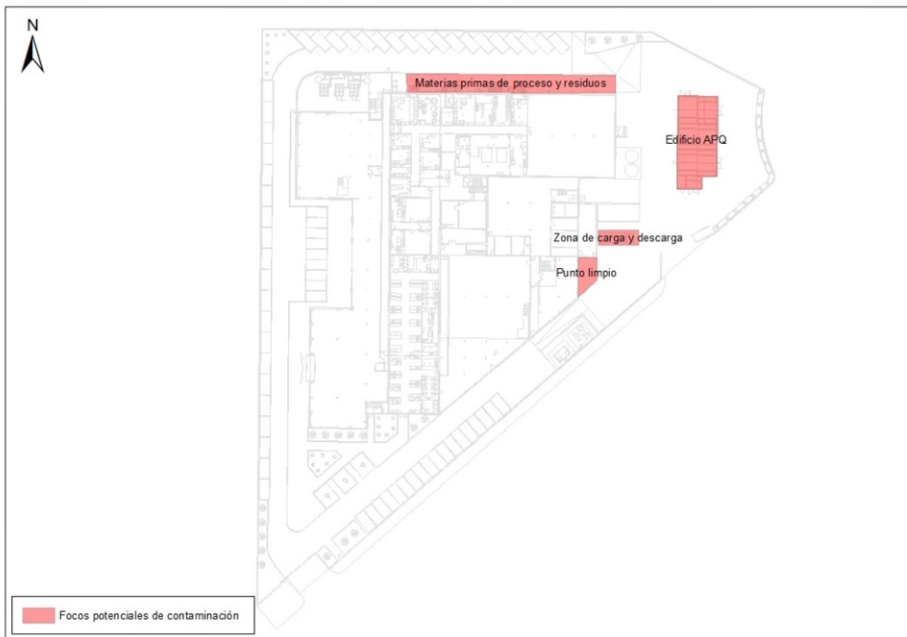 N
Materias primas de proceso y residuos
Edificio APQ
Zona de carga y descarga
Punto limpio
Focos potenciales de contaminación